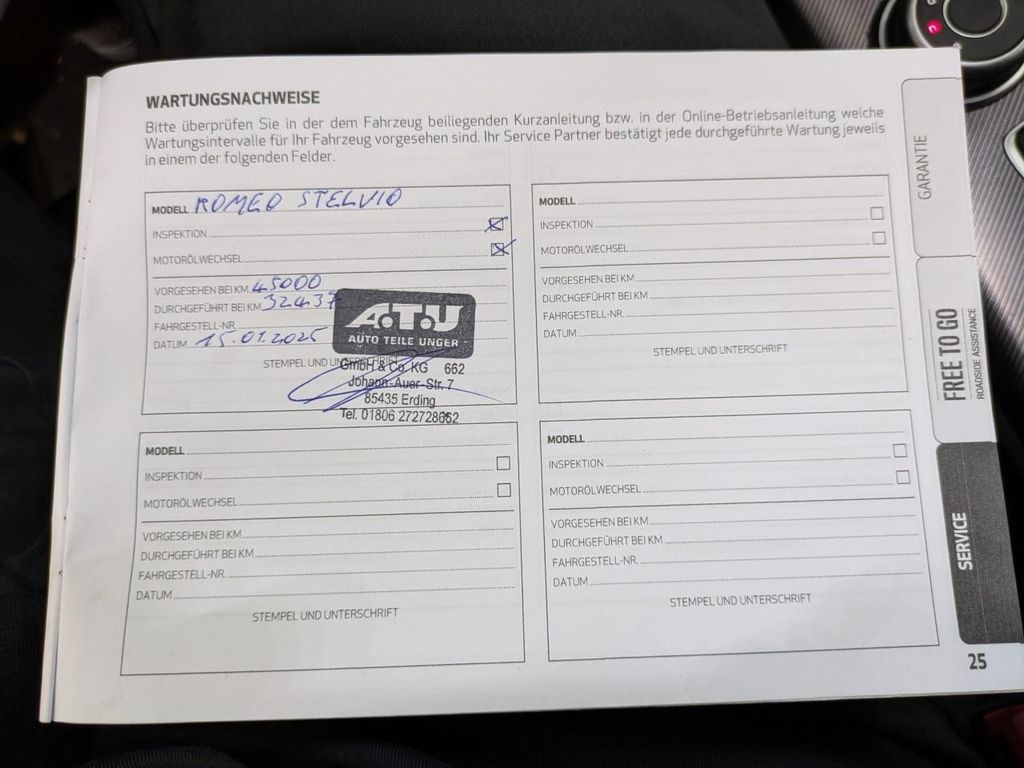 WARTUNGSNACHWEISE
Bitte überprüfen Sie in der dem Fahrzeug beiliegenden Kurzanleitung bzw. in der Online-Betriebsanleitung welche
Wartungsintervalle für Ihr Fahrzeug vorgesehen sind. Ihr Service Partner bestätigt jede durchgeführte Wartung jeweils
in einem der folgenden Felder.
MODELL ROMEO STELVIO
INSPEKTION
MOTORÖLWECHSEL
VORGESEHEN BEI KM 45000
DURCHGEFÜHRT BEI KM 32437
FAHRGESTELL-NR.
DATUM 15.01.2025
STEMPEL UND UNTERSCHRIFT
A.T.U
AUTO TEILE UNGER
GmbH & Co. KG 662
Johann-Auer-Str. 7
85435 Erding
Tel. 01806 272728662
MODELL
INSPEKTION
MOTORÖLWECHSEL
VORGESEHEN BEI KM
DURCHGEFÜHRT BEI KM
FAHRGESTELL-NR.
DATUM
STEMPEL UND UNTERSCHRIFT
MODELL
INSPEKTION
MOTORÖLWECHSEL
VORGESEHEN BEI KM
DURCHGEFÜHRT BEI KM
FAHRGESTELL-NR.
DATUM
STEMPEL UND UNTERSCHRIFT
MODELL
INSPEKTION
MOTORÖLWECHSEL
VORGESEHEN BEI KM
DURCHGEFÜHRT BEI KM
FAHRGESTELL-NR.
DATUM
STEMPEL UND UNTERSCHRIFT
GARANTIE
FREE TO GO
ROADSIDE ASSISTANCE
SERVICE
25